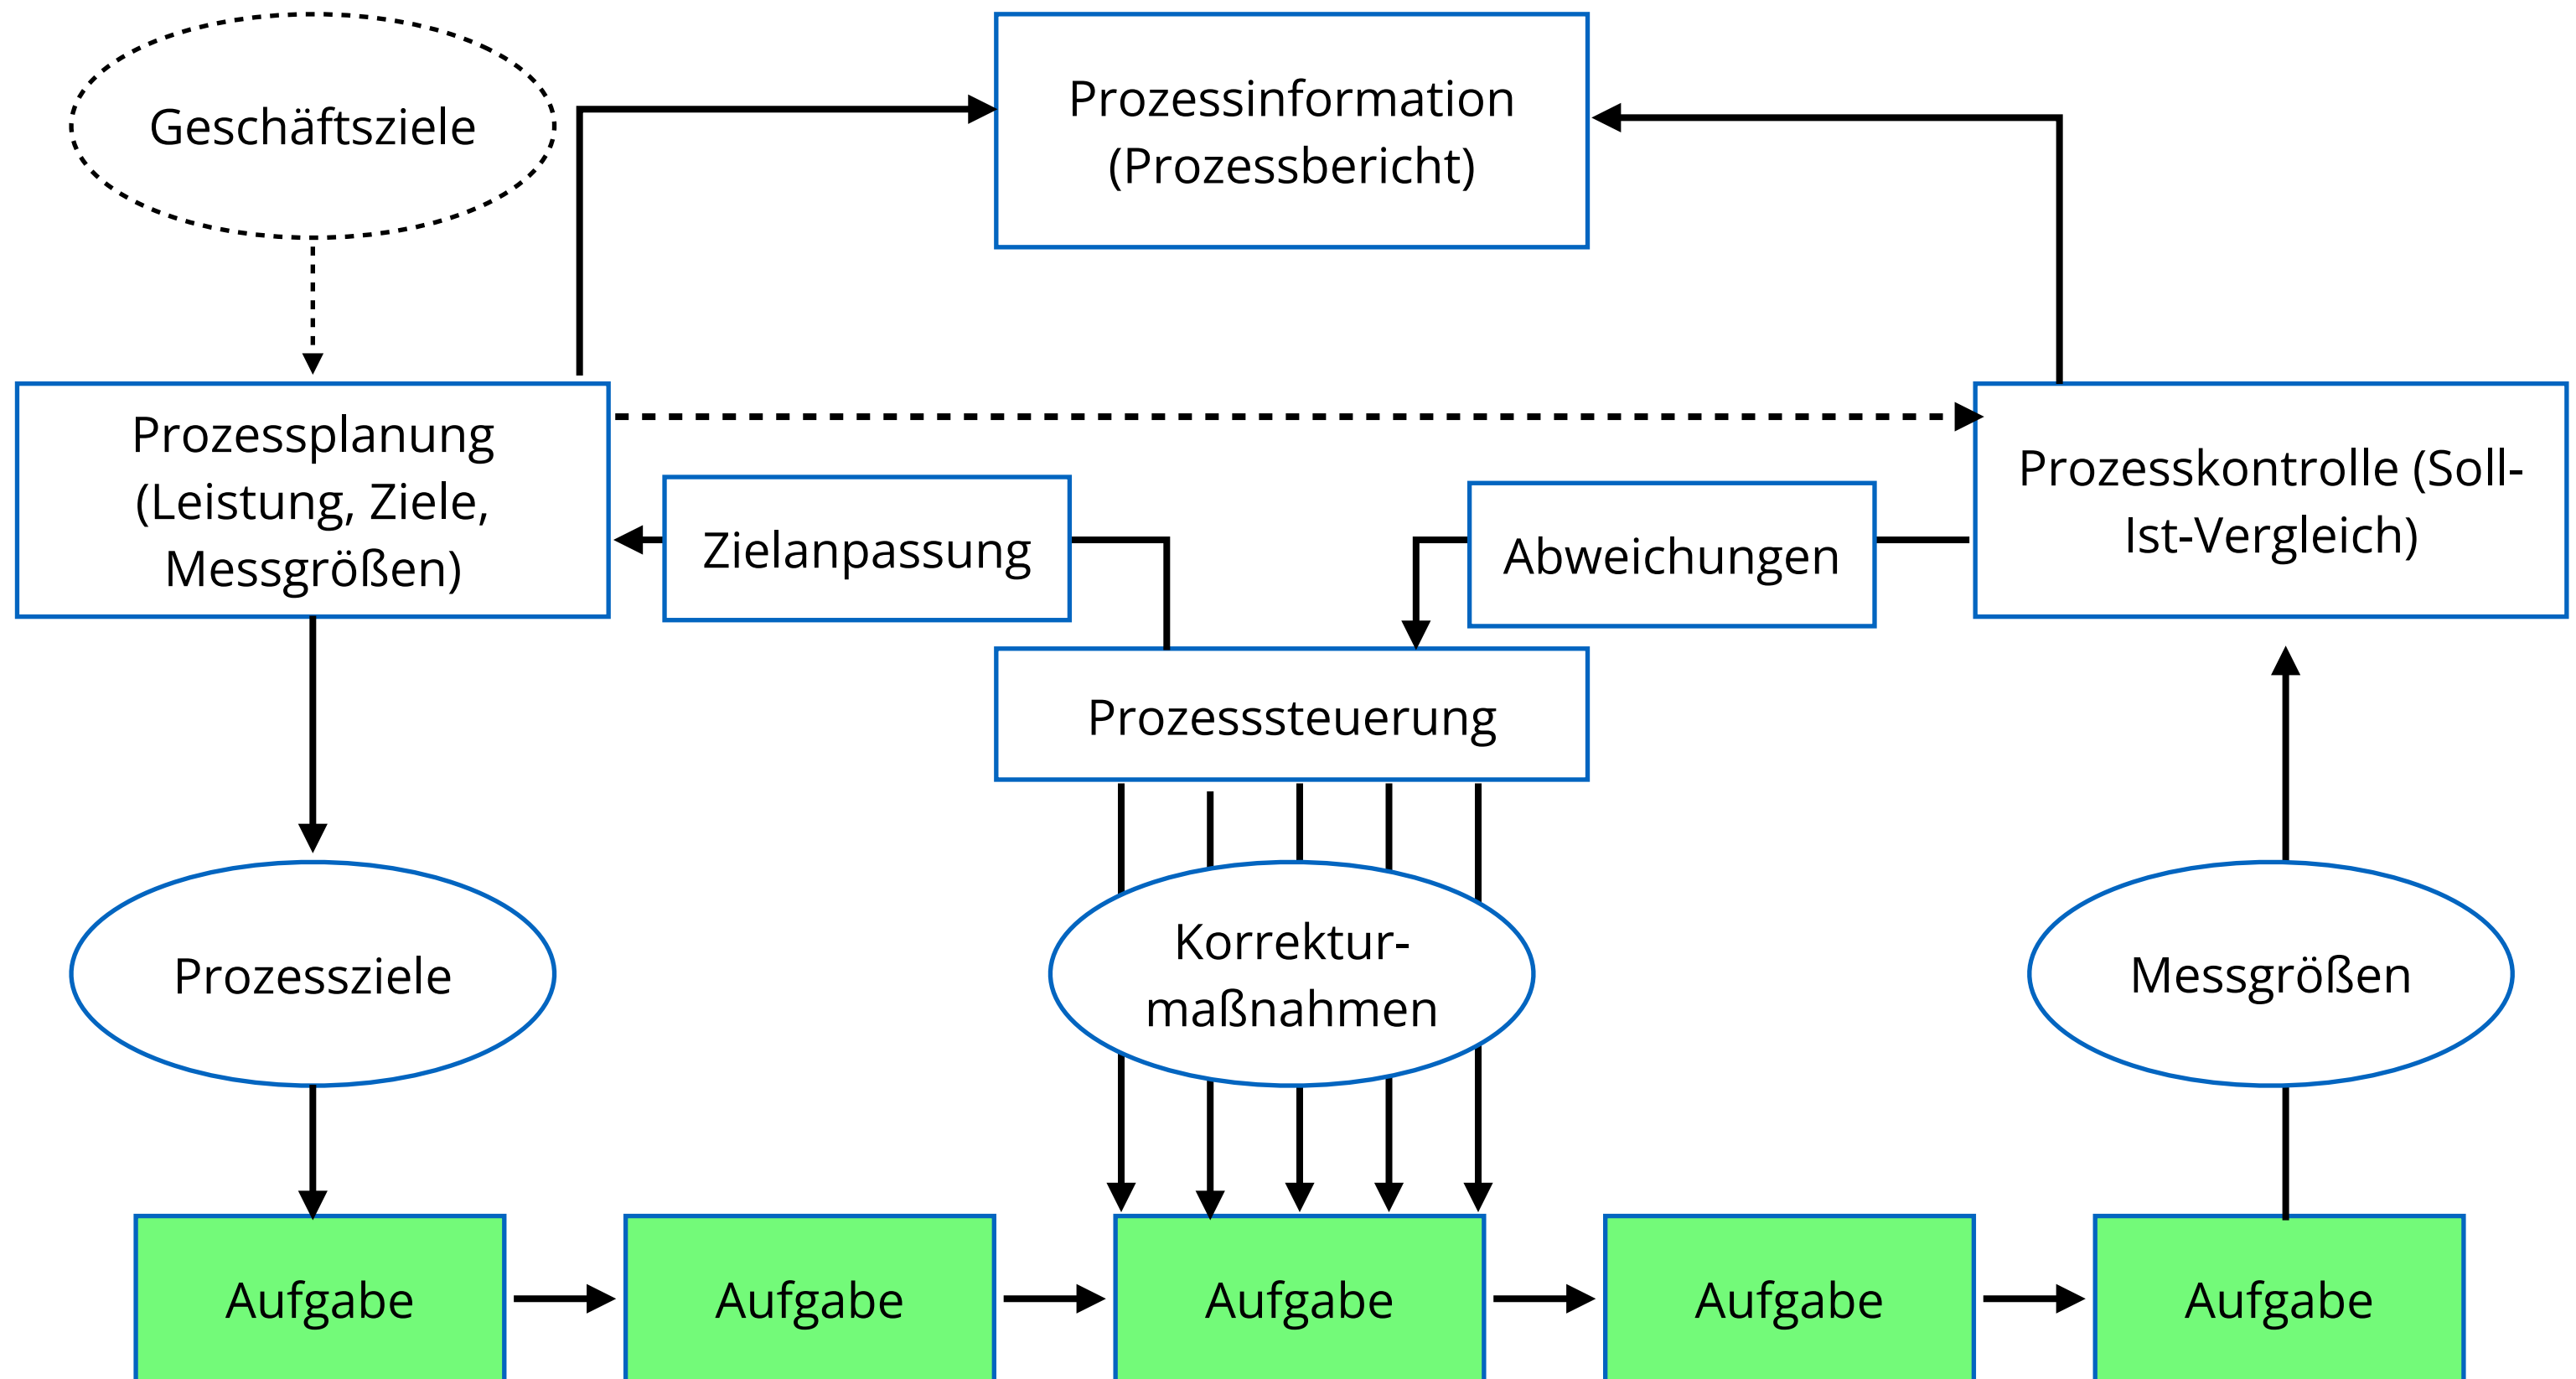 Geschäftsziele
Prozessinformation
(Prozessbericht)
Prozessplanung
(Leistung, Ziele,
Messgrößen)
Zielanpassung
Abweichungen
Prozesskontrolle (Soll-
Ist-Vergleich)
Prozesssteuerung
Prozessziele
Korrektur-
maßnahmen
Messgrößen
Aufgabe
Aufgabe
Aufgabe
Aufgabe
Aufgabe